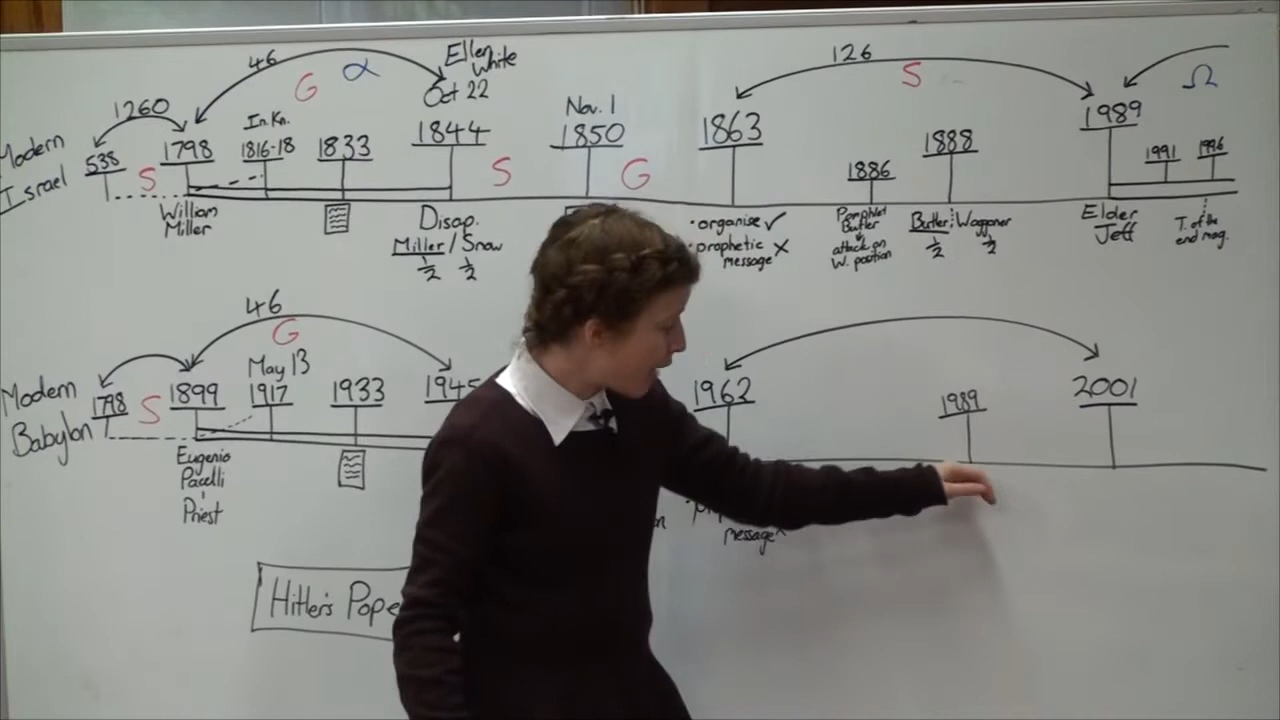 Modern
Israel
538
1260
S
1798
William
Miller
46
G
α
In. Kn.
1816-18
1833
Ellen
White
Oct 22
1844
Disap.
Miller / Snow
1/2 1/2
S
Nov. 1
1850
G
1863
• organise ✓
• prophetic
message X
126
S
1886
Pamphlet
Butler
attack on
W. position
1888
Butler Waggoner
1/2 1/2
1989
Elder
Jeff
Ω
1991
1996
T. of the
end mag.
Modern
Babylon
1798
S
1899
Eugenio
Pacelli
Priest
46
G
May 13
1917
1933
1945
1962
message X
1989
2001
Hitler's Pope